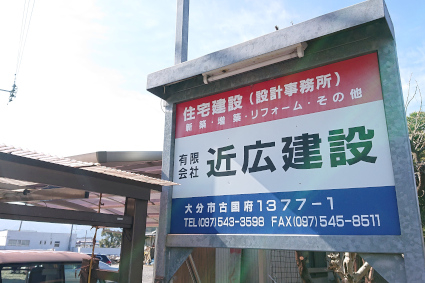 住宅建設(設計事務所)
新築・増築・リフォーム・その他
有限会社 近広建設
大分市古国府1377-1
TEL(097)543-3598 FAX(097)545-8511